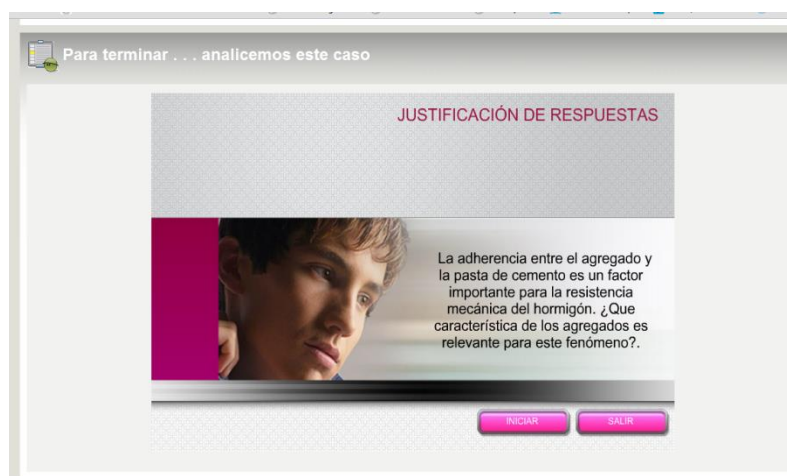 Para terminar . . . analicemos este caso
JUSTIFICACIÓN DE RESPUESTAS
La adherencia entre el agregado y
la pasta de cemento es un factor
importante para la resistencia
mecánica del hormigón. ¿Que
característica de los agregados es
relevante para este fenómeno?.
INICIAR
SALIR